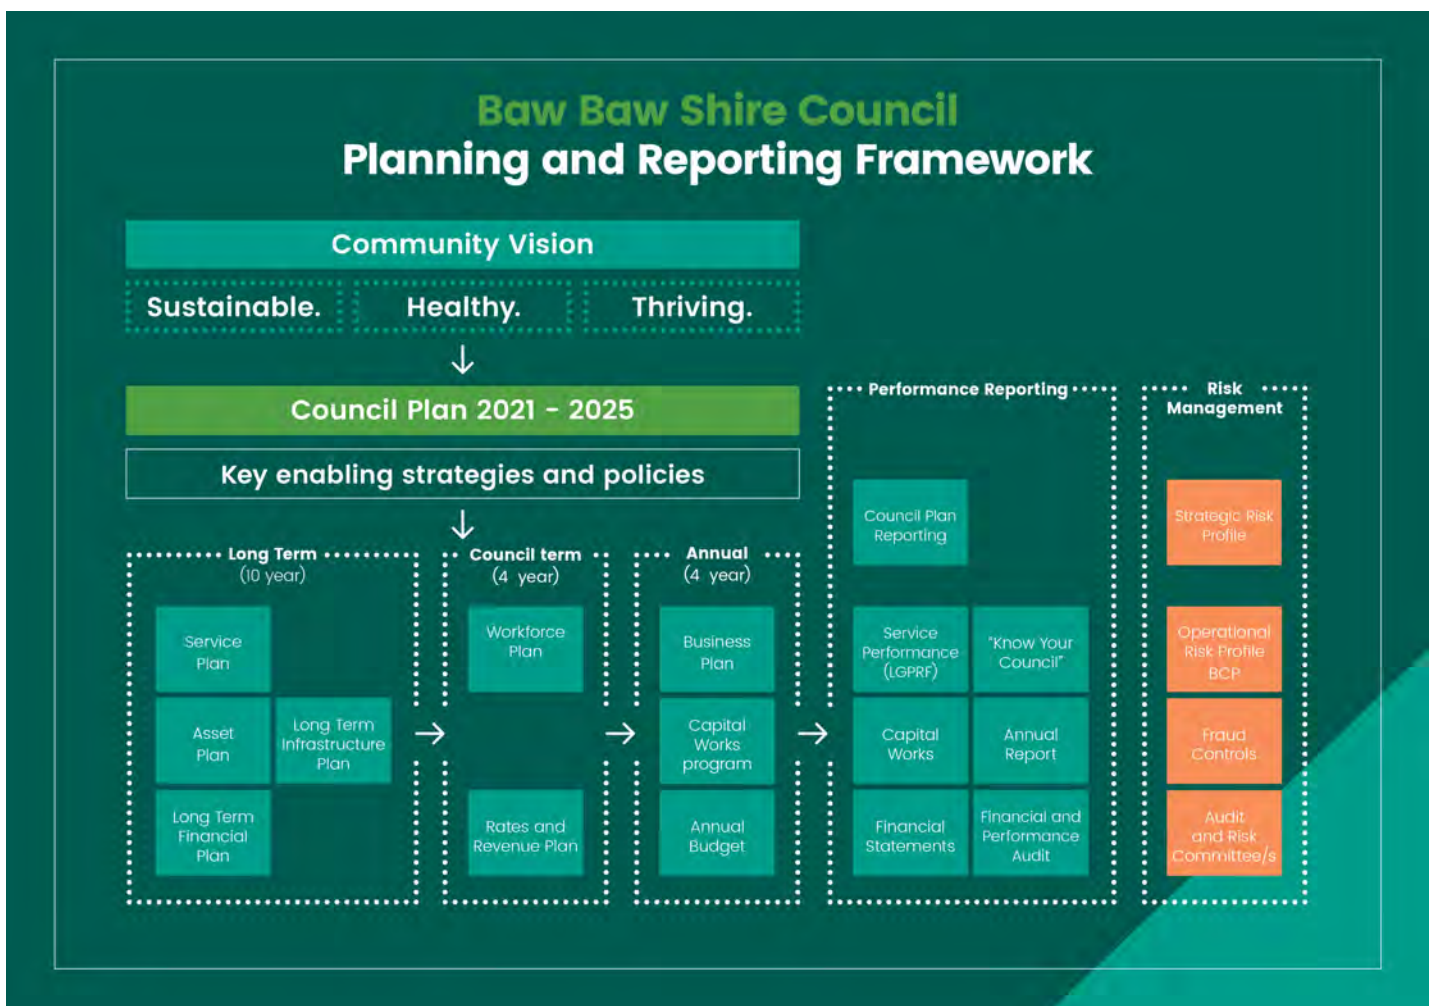 Baw Baw Shire Council
Planning and Reporting Framework
Community Vision
Sustainable.
Healthy.
Thriving.
Council Plan 2021 - 2025
Key enabling strategies and policies
Long Term
(10 year)
Service
Plan
Asset
Plan
Long Term
Infrastructure
Plan
Long Term
Financial
Plan
Council term
(4 year)
Workforce
Plan
Rates and
Revenue Plan
Annual
(4 year)
Business
Plan
Capital
Works
program
Annual
Budget
Performance Reporting
Council Plan
Reporting
Service
Performance
(LGPRF)
"Know Your
Council"
Capital
Works
Annual
Report
Financial
Statements
Financial and
Performance
Audit
Risk
Management
Strategic Risk
Profile
Operational
Risk Profile
BCP
Fraud
Controls
Audit
and Risk
Committee/s